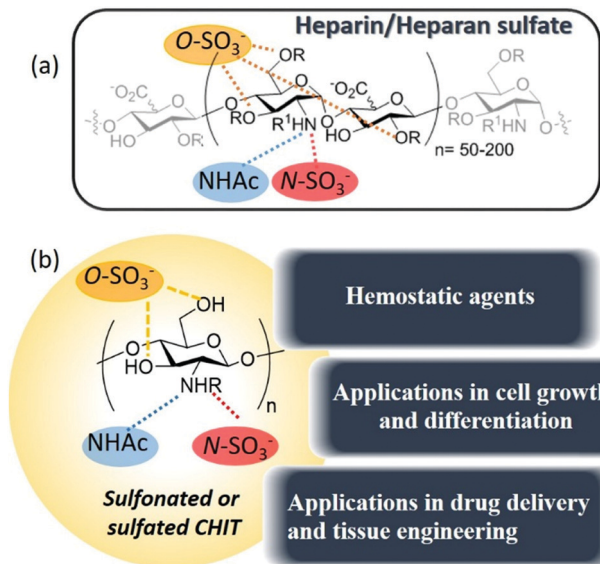 Heparin/Heparan sulfate
(a)
O-SO₃⁻
OR
⁻O₂C
O
HO
OR
O
O
RO
R¹HN
O
⁻O₂C
O
HO
OR
O
OR
O
RO
R¹HN
O
n= 50-200
NHAc
N-SO₃⁻
(b)
O-SO₃⁻
OH
O
HO
O
O
NHR
n
NHAc
N-SO₃⁻
Sulfonated or
sulfated CHIT
Hemostatic agents
Applications in cell growth
and differentiation
Applications in drug delivery
and tissue engineering